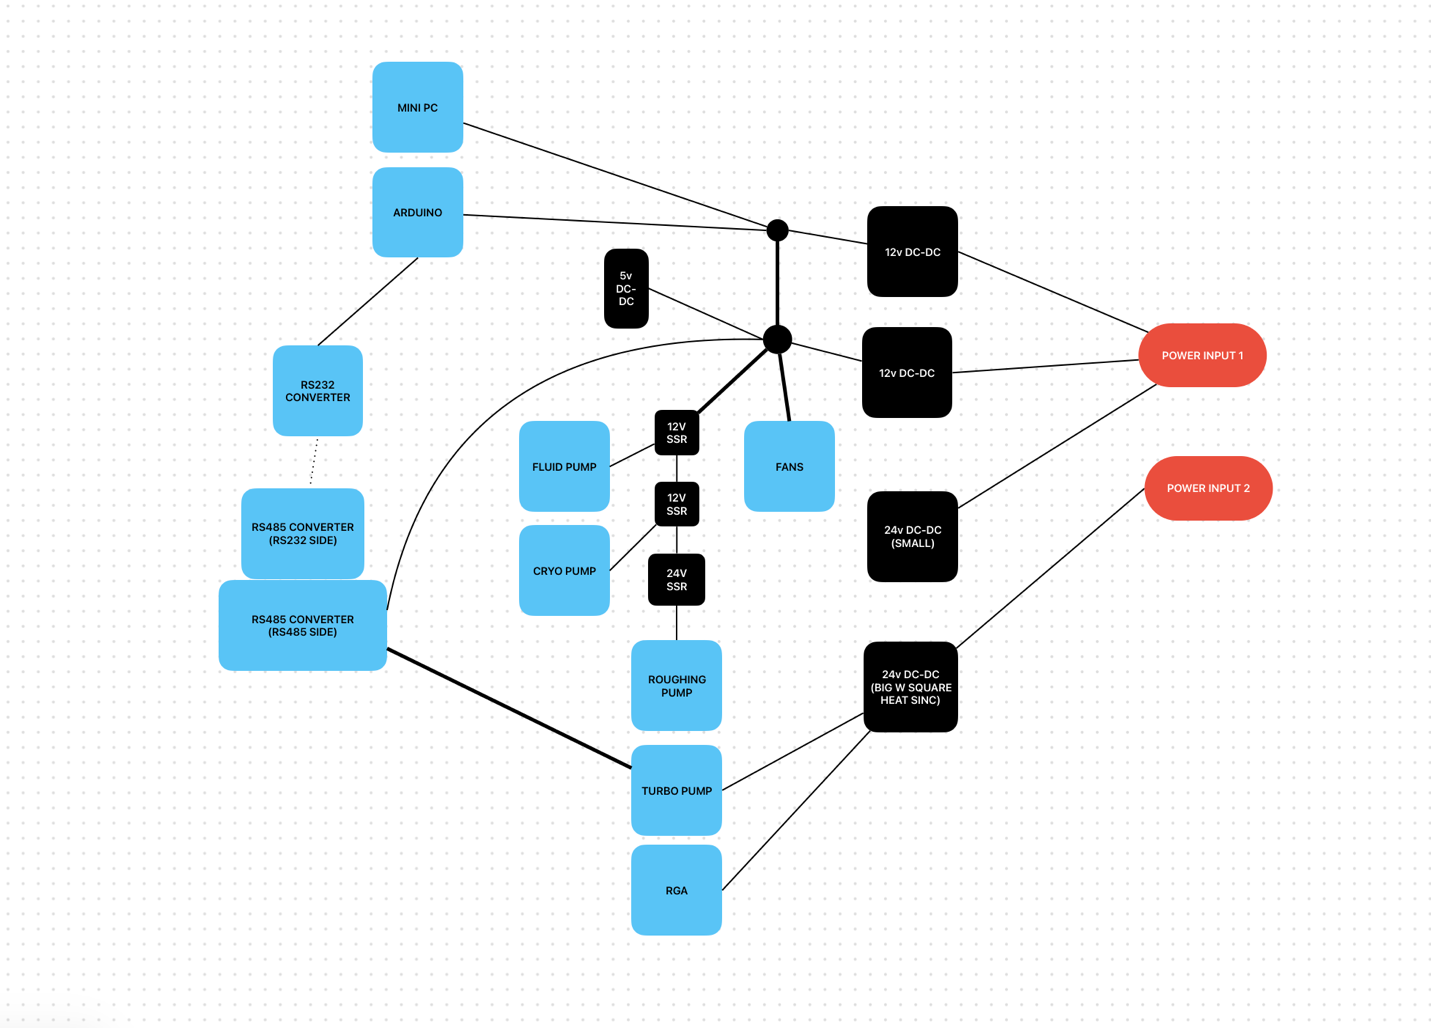 MINI PC
ARDUINO
12v DC-DC
5v
DC-
DC
POWER INPUT 1
12v DC-DC
RS232
CONVERTER
12V
SSR
FLUID PUMP
FANS
POWER INPUT 2
12V
SSR
RS485 CONVERTER
(RS232 SIDE)
24v DC-DC
(SMALL)
CRYO PUMP
24V
SSR
RS485 CONVERTER
(RS485 SIDE)
ROUGHING
PUMP
24v DC-DC
(BIG W SQUARE
HEAT SINC)
TURBO PUMP
RGA